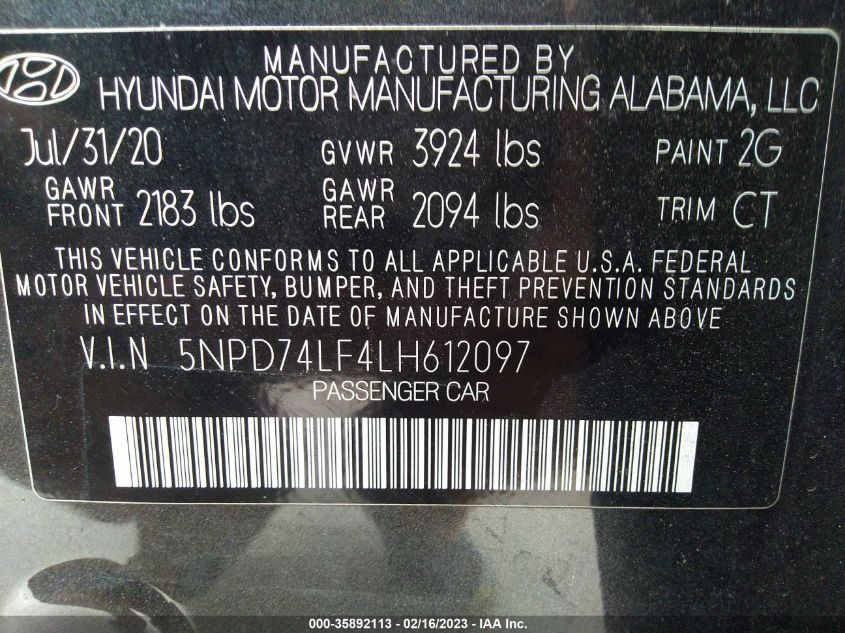 MANUFACTURED BY
HYUNDAI MOTOR MANUFACTURING ALABAMA, LLC
Jul/31/20 GVWR 3924 lbs PAINT 2G
GAWR FRONT 2183 lbs GAWR REAR 2094 lbs TRIM CT
THIS VEHICLE CONFORMS TO ALL APPLICABLE U.S.A. FEDERAL
MOTOR VEHICLE SAFETY, BUMPER, AND THEFT PREVENTION STANDARDS
IN EFFECT ON THE DATE OF MANUFACTURE SHOWN ABOVE
V.I.N 5NPD74LF4LH612097
PASSENGER CAR
000-35892113 - 02/16/2023 - IAA Inc.